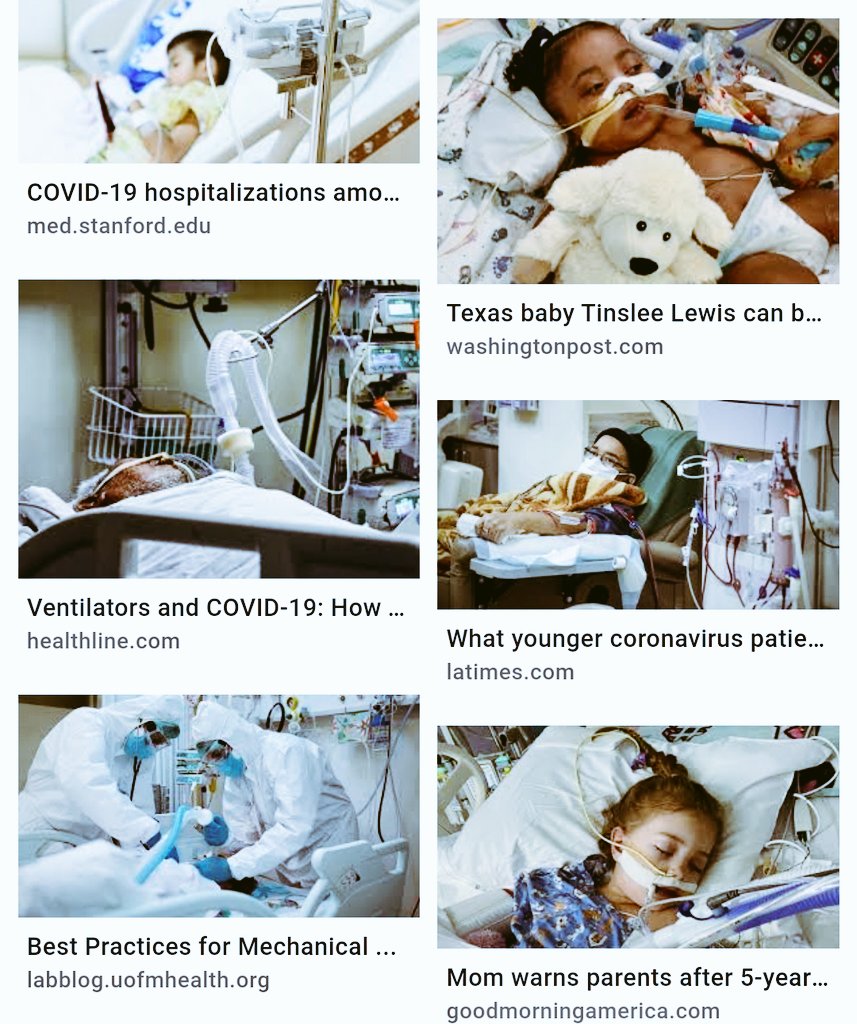 COVID-19 hospitalizations amo...
med.stanford.edu
Ventilators and COVID-19: How ...
healthline.com
Best Practices for Mechanical ...
labblog.uofmhealth.org
Texas baby Tinslee Lewis can b...
washingtonpost.com
What younger coronavirus patie...
latimes.com
Mom warns parents after 5-year...
goodmorningamerica.com